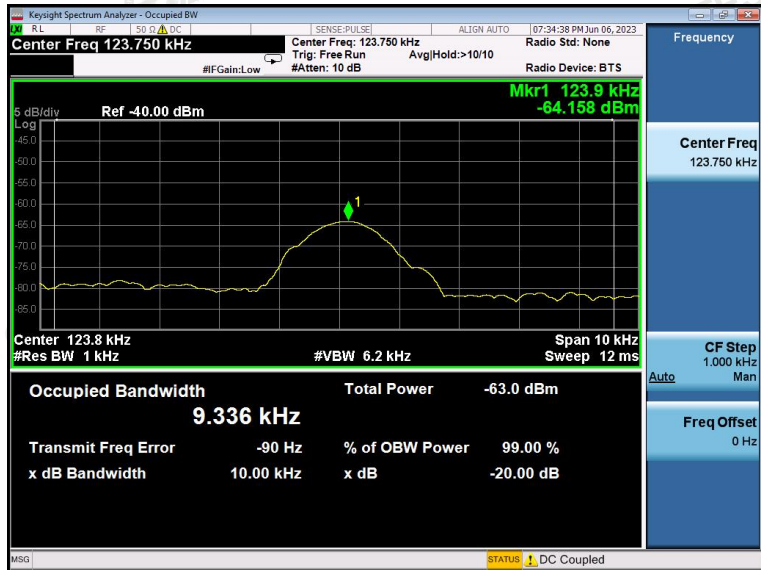 Keysight Spectrum Analyzer - Occupied BW
LXI RL RF 50 Ω DC SENSE:PULSE ALIGN AUTO 07:34:38 PM Jun 06, 2023
Center Freq 123.750 kHz
Center Freq: 123.750 kHz
Radio Std: None
Trig: Free Run Avg|Hold:>10/10
#IFGain:Low #Atten: 10 dB Radio Device: BTS
Mkr1 123.9 kHz
-64.158 dBm
5 dB/div Ref -40.00 dBm
Log
-45.0
-50.0
-55.0
-60.0
-65.0
-70.0
-75.0
-80.0
-85.0
1
Center 123.8 kHz Span 10 kHz
#Res BW 1 kHz #VBW 6.2 kHz Sweep 12 ms
Occupied Bandwidth Total Power -63.0 dBm
9.336 kHz
Transmit Freq Error -90 Hz % of OBW Power 99.00 %
x dB Bandwidth 10.00 kHz x dB -20.00 dB
MSG STATUS DC Coupled
Frequency
Center Freq
123.750 kHz
CF Step
1.000 kHz
Auto Man
Freq Offset
0 Hz